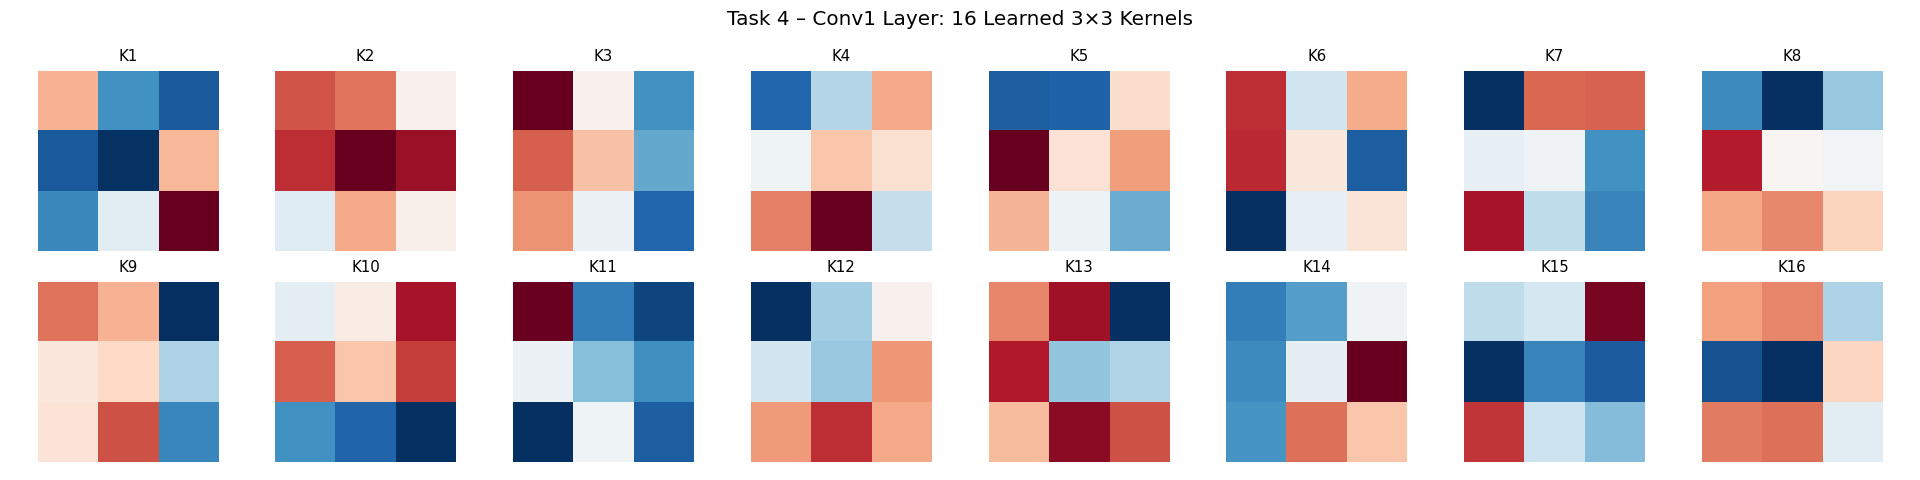 Task 4 – Conv1 Layer: 16 Learned 3×3 Kernels
K1 K2 K3 K4 K5 K6 K7 K8
K9 K10 K11 K12 K13 K14 K15 K16